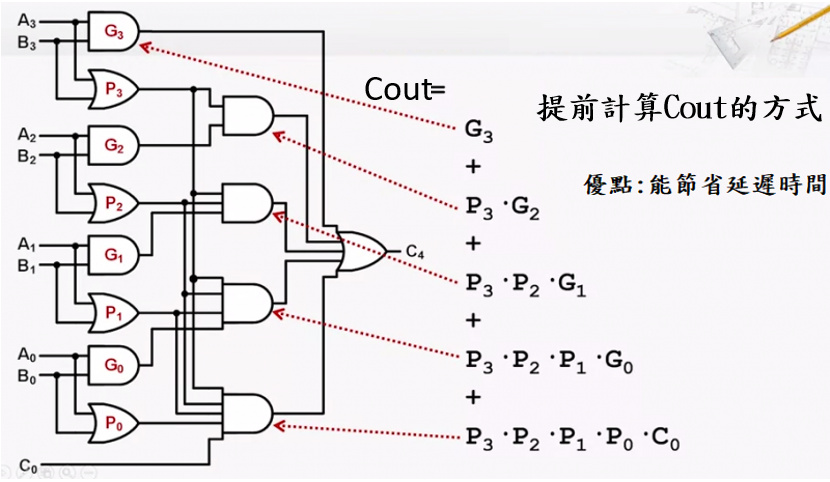 A3
B3
G3
P3
A2
B2
G2
P2
A1
B1
G1
P1
A0
B0
G0
P0
C0
C4
Cout=
G3
+
P3·G2
+
P3·P2·G1
+
P3·P2·P1·G0
+
P3·P2·P1·P0·C0
提前計算Cout的方式
優點:能節省延遲時間